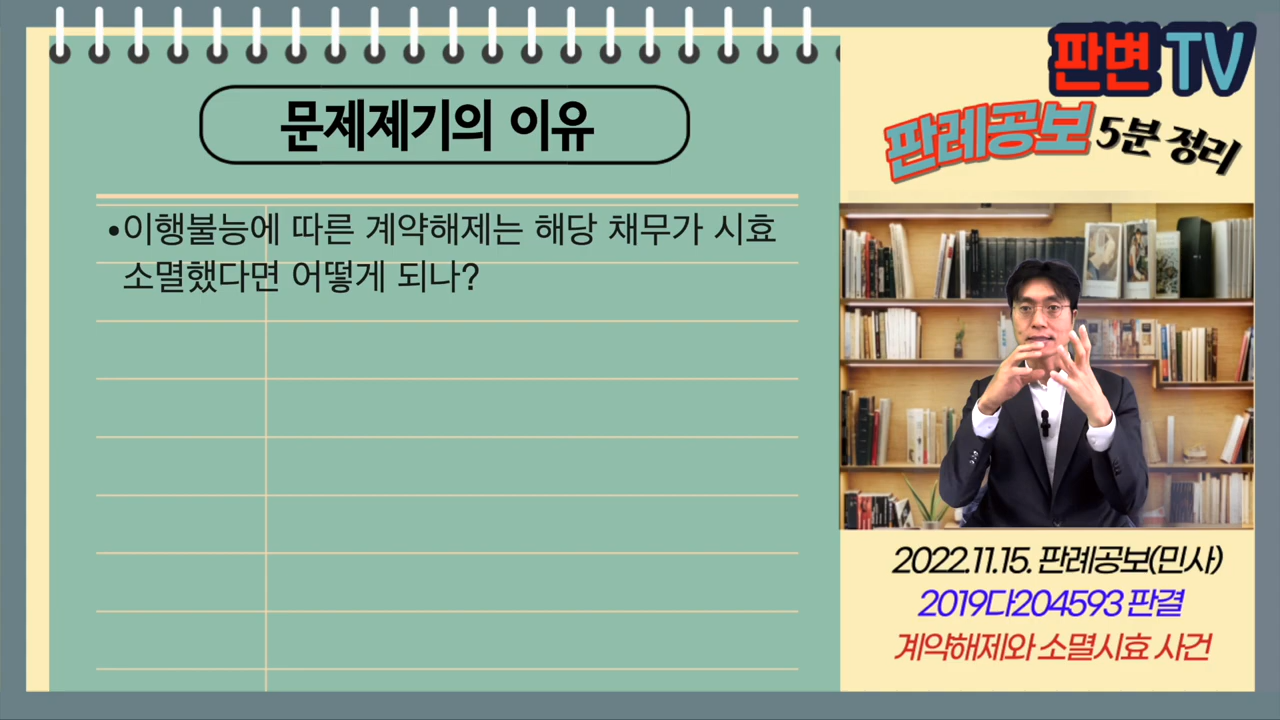 판변 TV
판례공보 5분 정리
문제제기의 이유
•이행불능에 따른 계약해제는 해당 채무가 시효
소멸했다면 어떻게 되나?
2022.11.15. 판례공보(민사)
2019다204593 판결
계약해제와 소멸시효 사건